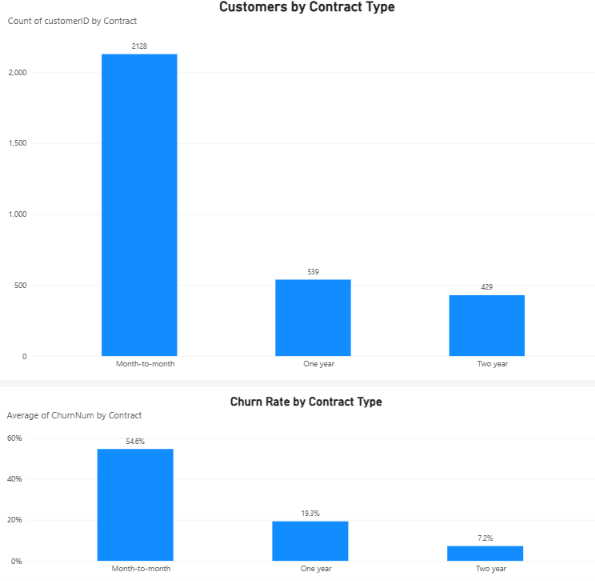 Customers by Contract Type
Count of customerID by Contract
2128
2,000
1,500
1,000
539
500
429
0
Month-to-month One year Two year
Churn Rate by Contract Type
Average of ChurnNum by Contract
60%
54.6%
40%
20%
19.3%
7.2%
0%
Month-to-month One year Two year